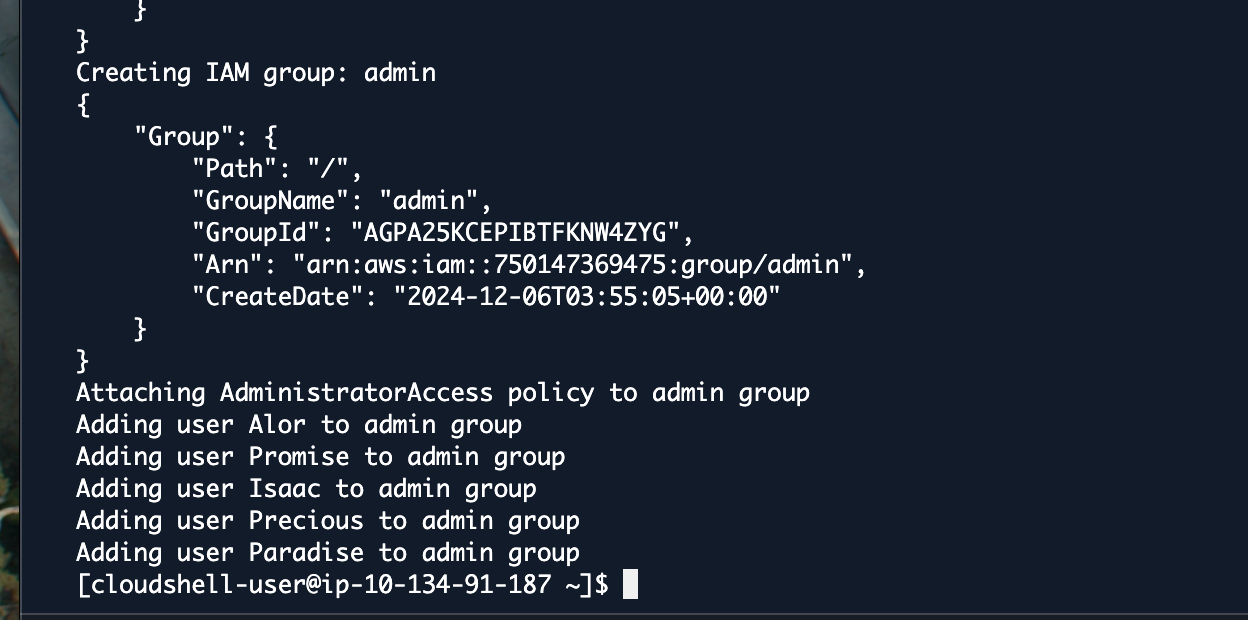 }
}
Creating IAM group: admin
{
    "Group": {
        "Path": "/",
        "GroupName": "admin",
        "GroupId": "AGPA25KCEPIBTFKNW4ZYG",
        "Arn": "arn:aws:iam::750147369475:group/admin",
        "CreateDate": "2024-12-06T03:55:05+00:00"
    }
}
Attaching AdministratorAccess policy to admin group
Adding user Alor to admin group
Adding user Promise to admin group
Adding user Isaac to admin group
Adding user Precious to admin group
Adding user Paradise to admin group
[cloudshell-user@ip-10-134-91-187 ~]$